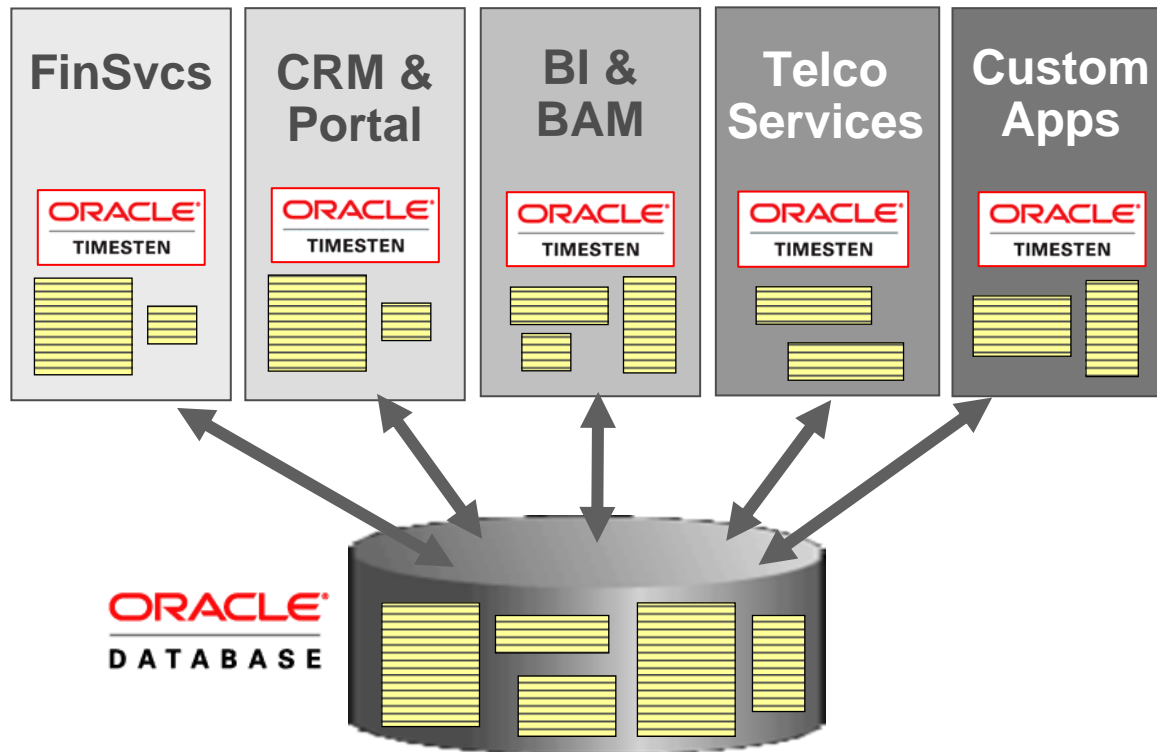 FinSvcs
CRM &
Portal
BI &
BAM
Telco
Services
Custom
Apps
ORACLE
TIMESTEN
ORACLE
TIMESTEN
ORACLE
TIMESTEN
ORACLE
TIMESTEN
ORACLE
TIMESTEN
ORACLE
DATABASE